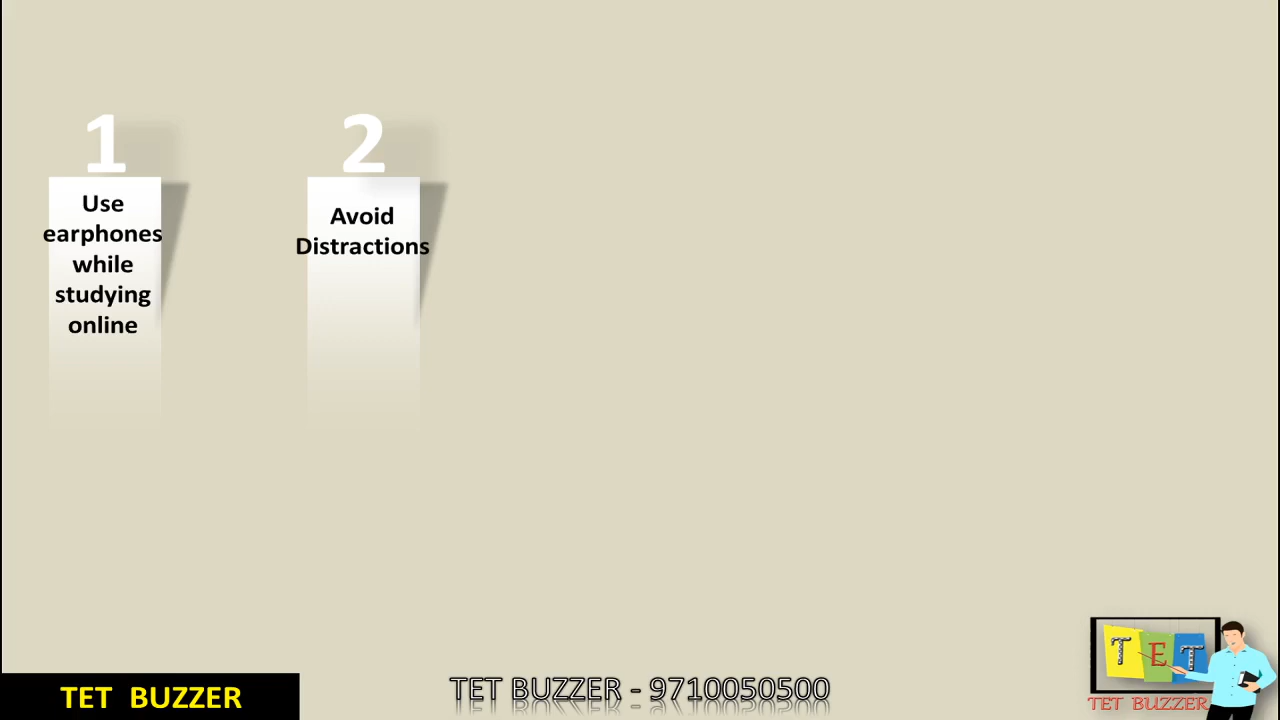 1
Use
earphones
while
studying
online
2
Avoid
Distractions
TET BUZZER
TET BUZZER - 9710050500
TET
TET BUZZER